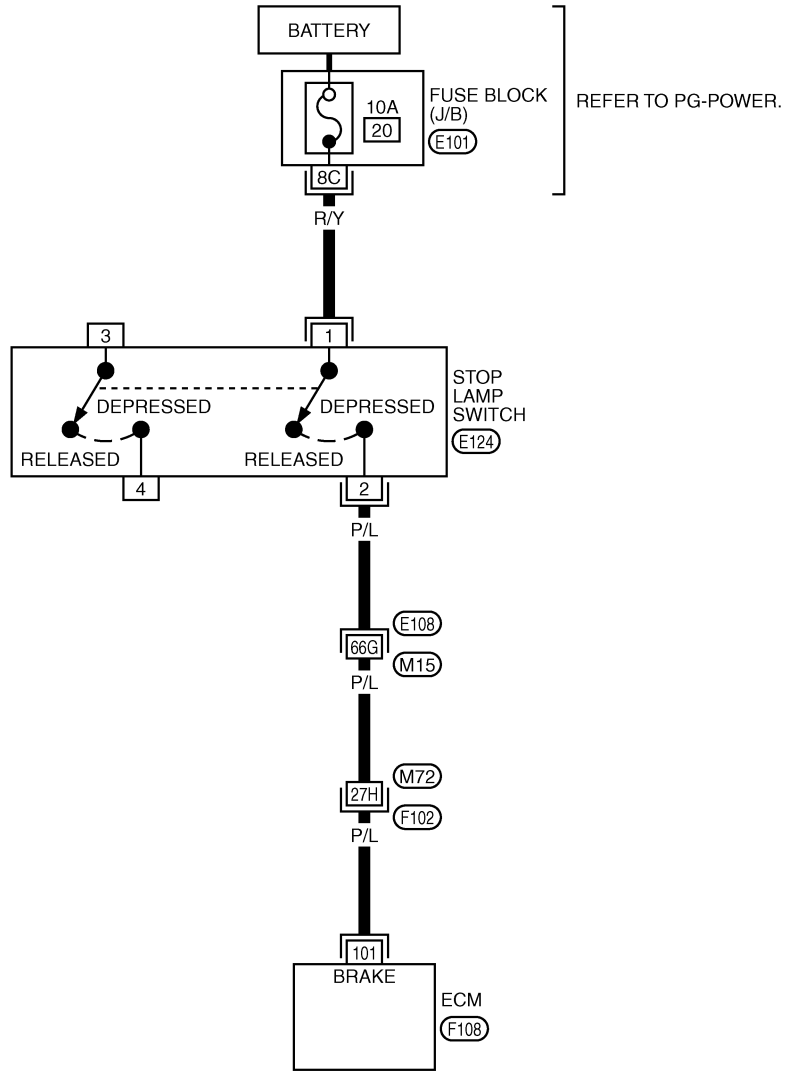 BATTERY
10A
20
FUSE BLOCK
(J/B)
E101
REFER TO PG-POWER.
8C
R/Y
3
1
DEPRESSED
DEPRESSED
RELEASED
RELEASED
STOP
LAMP
SWITCH
E124
4
2
P/L
E108
66G
M15
P/L
M72
27H
F102
P/L
101
BRAKE
ECM
F108